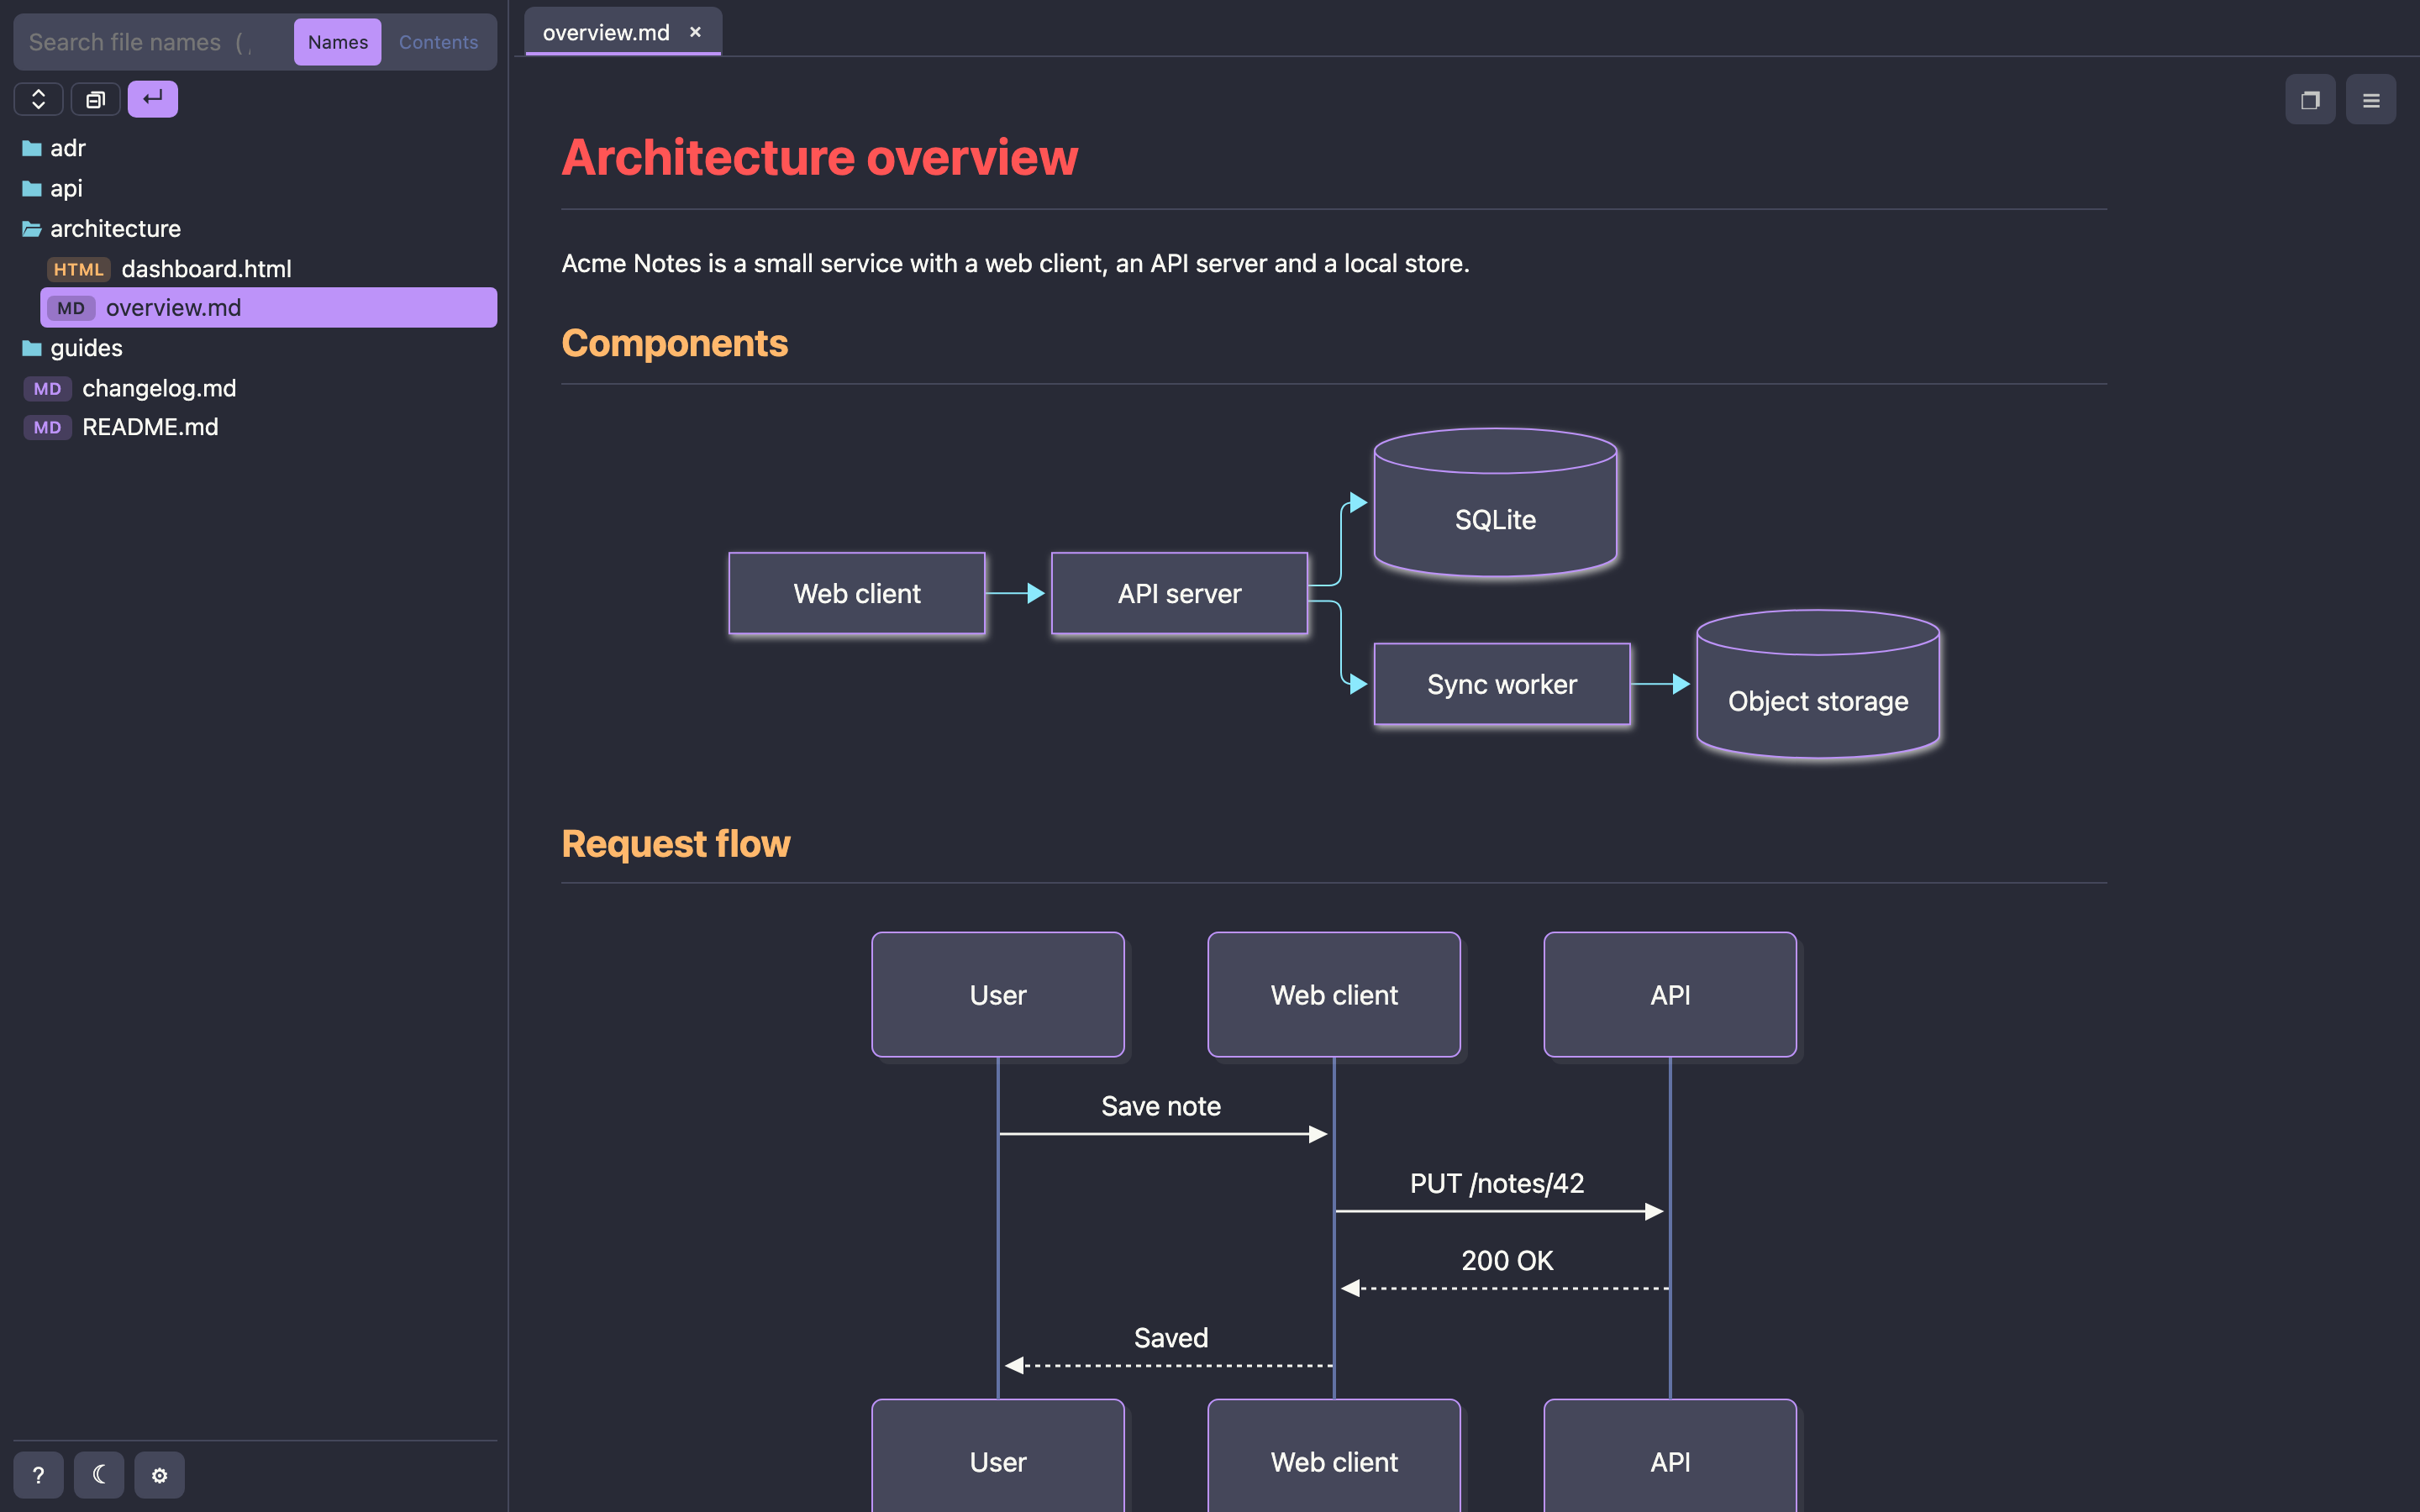 Search file names (
Names
Contents
adr
api
architecture
HTML dashboard.html
MD overview.md
guides
MD changelog.md
MD README.md
?
overview.md ×
Architecture overview
Acme Notes is a small service with a web client, an API server and a local store.
Components
SQLite
Web client
API server
Sync worker
Object storage
Request flow
User
Web client
API
Save note
PUT /notes/42
200 OK
Saved
User
Web client
API